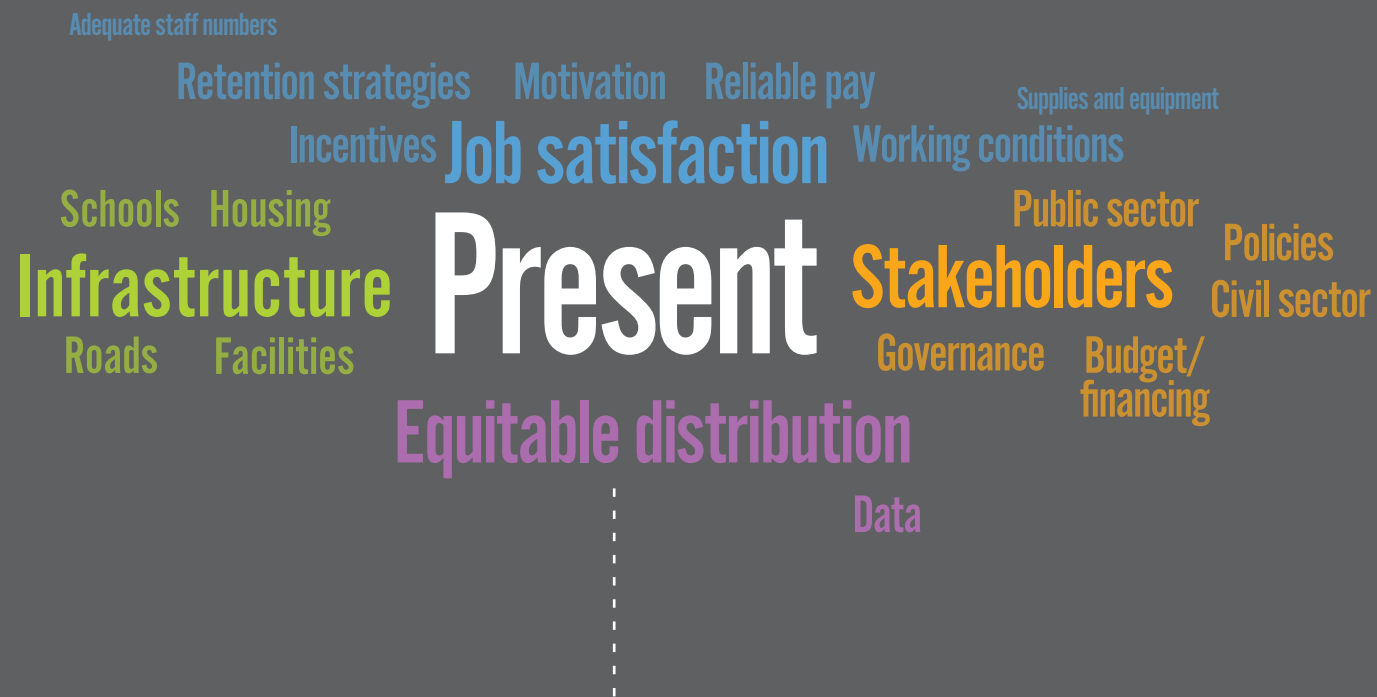 Adequate staff numbers
Retention strategies
Motivation
Reliable pay
Supplies and equipment
Incentives
Job satisfaction
Working conditions
Schools
Housing
Infrastructure
Roads
Facilities
Present
Public sector
Stakeholders
Policies
Civil sector
Governance
Budget/
financing
Equitable distribution
Data